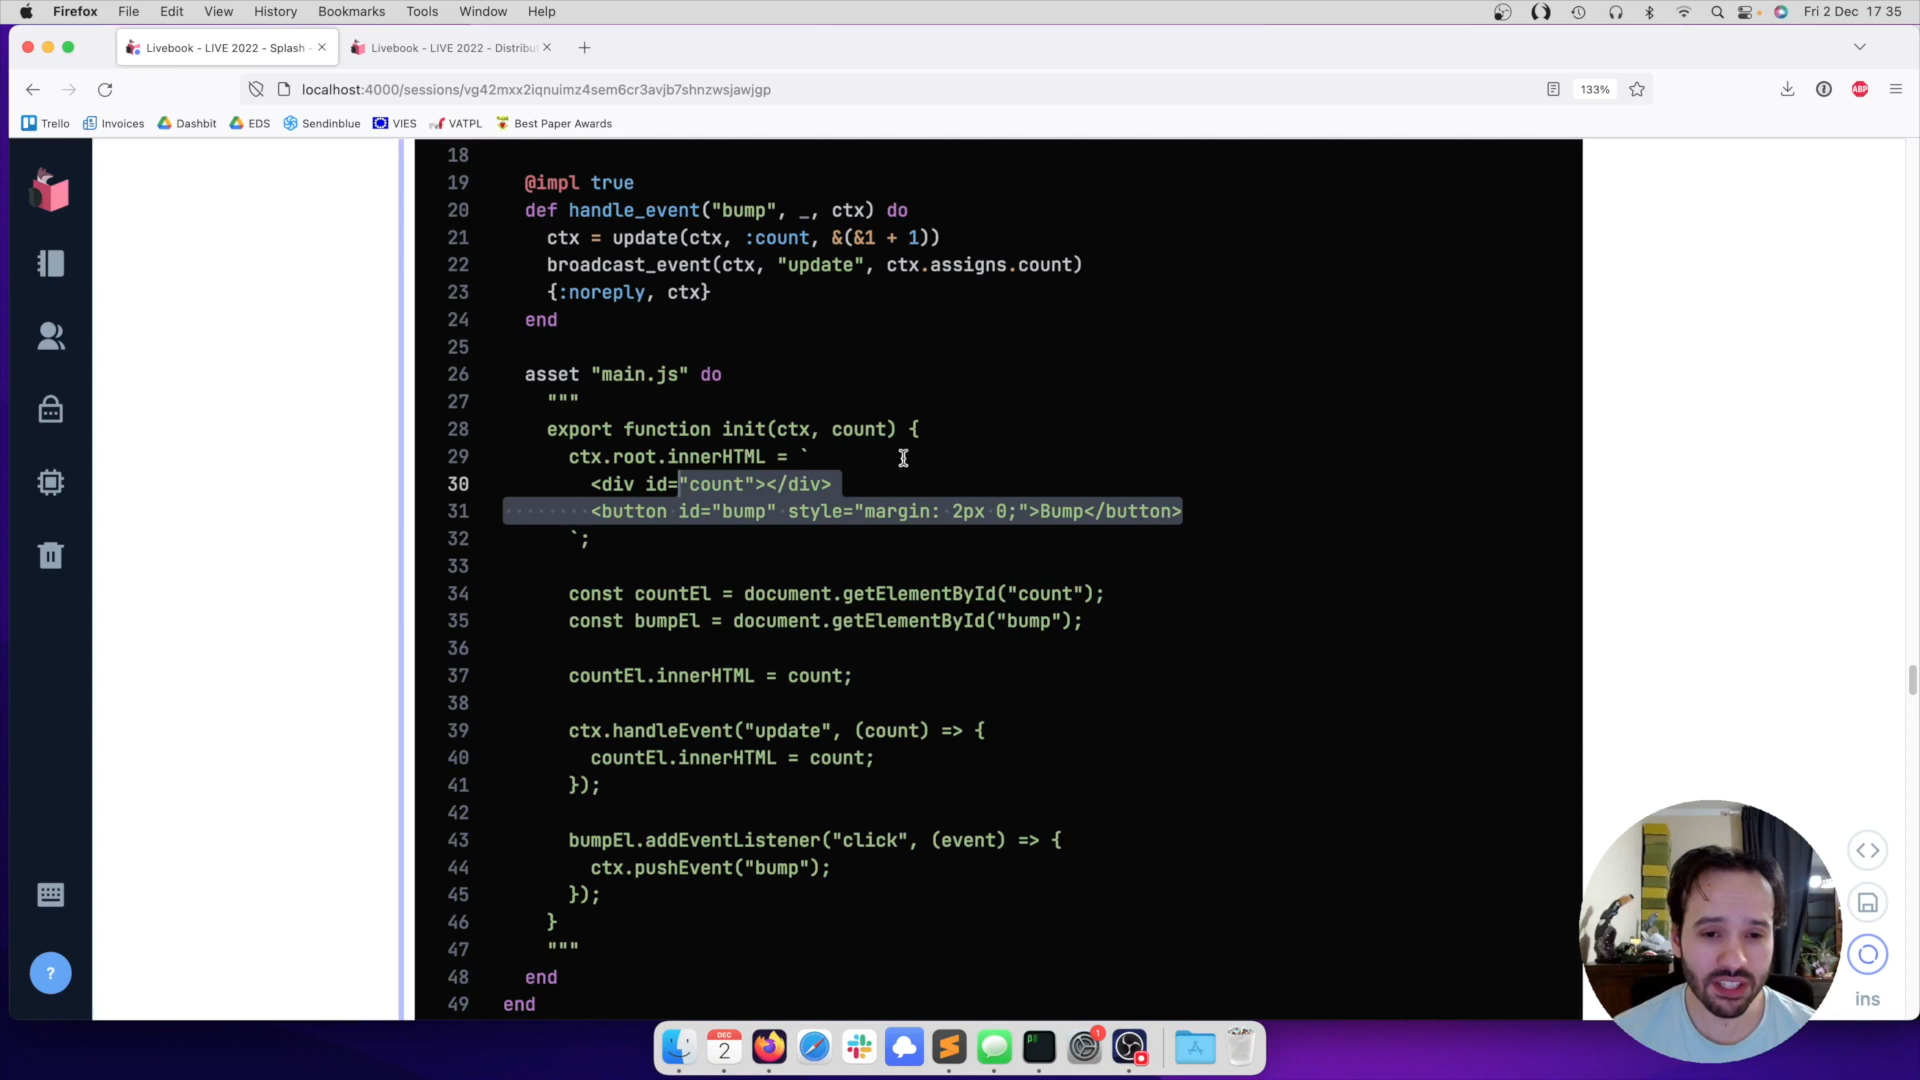 Firefox File Edit View History Bookmarks Tools Window Help Fri 2 Dec 17 35
Livebook - LIVE 2022 - Splash - Livebook - LIVE 2022 - Distribu
localhost:4000/sessions/vg42mxx2iqnuimz4sem6cr3avjb7shnzwsjawjgp 133% ABP
Trello Invoices Dashbit EDS Sendinblue VIES VATPL Best Paper Awards
18
19 @impl true
20 def handle_event("bump", _, ctx) do
21 ctx = update(ctx, :count, &(&1 + 1))
22 broadcast_event(ctx, "update", ctx.assigns.count)
23 {:noreply, ctx}
24 end
25
26 asset "main.js" do
27 """
28 export function init(ctx, count) {
29 ctx.root.innerHTML = `
30 <div id="count"></div>
31 <button id="bump" style="margin: 2px 0;">Bump</button>
32 `;
33
34 const countEl = document.getElementById("count");
35 const bumpEl = document.getElementById("bump");
36
37 countEl.innerHTML = count;
38
39 ctx.handleEvent("update", (count) => {
40 countEl.innerHTML = count;
41 });
42
43 bumpEl.addEventListener("click", (event) => {
44 ctx.pushEvent("bump");
45 });
46 }
47 """
48 end
49 end
?
ins
DEC
2
1